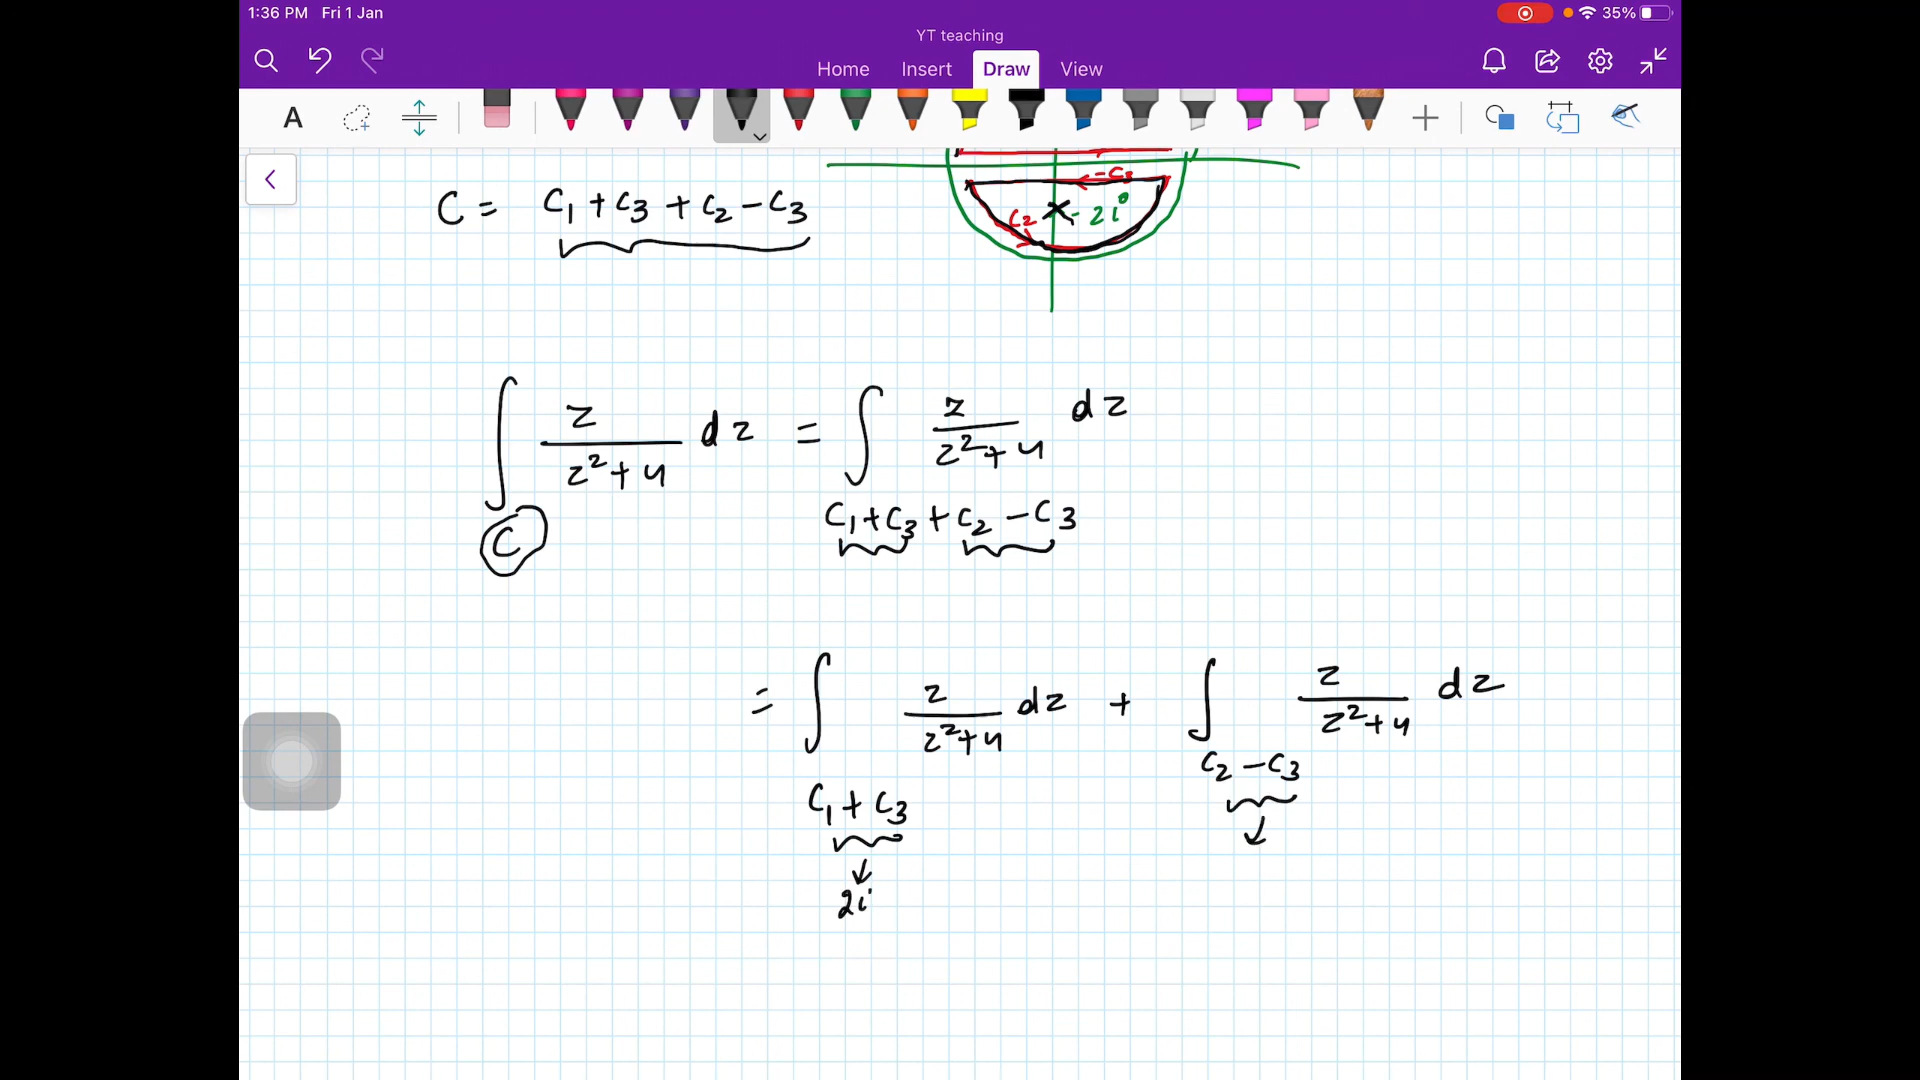 1:36 PM Fri 1 Jan 35%
YT teaching
Home Insert Draw View
A
-C3
C = C1 + C3 + C2 - C3
C2 -2i
∫ z/(z²+4) dz = ∫ z/(z²+4) dz
C C1 + C3 + C2 - C3
= ∫ z/(z²+4) dz + ∫ z/(z²+4) dz
C1 + C3 C2 - C3
2i